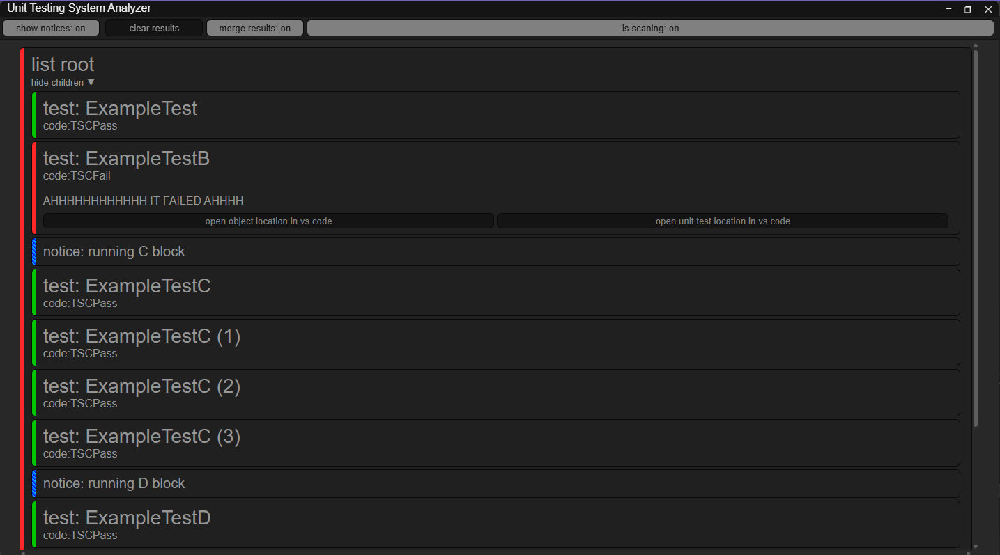 Unit Testing System Analyzer
show notices: on
clear results
merge results: on
is scaning: on
list root
hide children ▼
test: ExampleTest
code:TSCPass
test: ExampleTestB
code:TSCFail
AHHHHHHHHHHHH IT FAILED AHHHH
open object location in vs code
open unit test location in vs code
notice: running C block
test: ExampleTestC
code:TSCPass
test: ExampleTestC (1)
code:TSCPass
test: ExampleTestC (2)
code:TSCPass
test: ExampleTestC (3)
code:TSCPass
notice: running D block
test: ExampleTestD
code:TSCPass